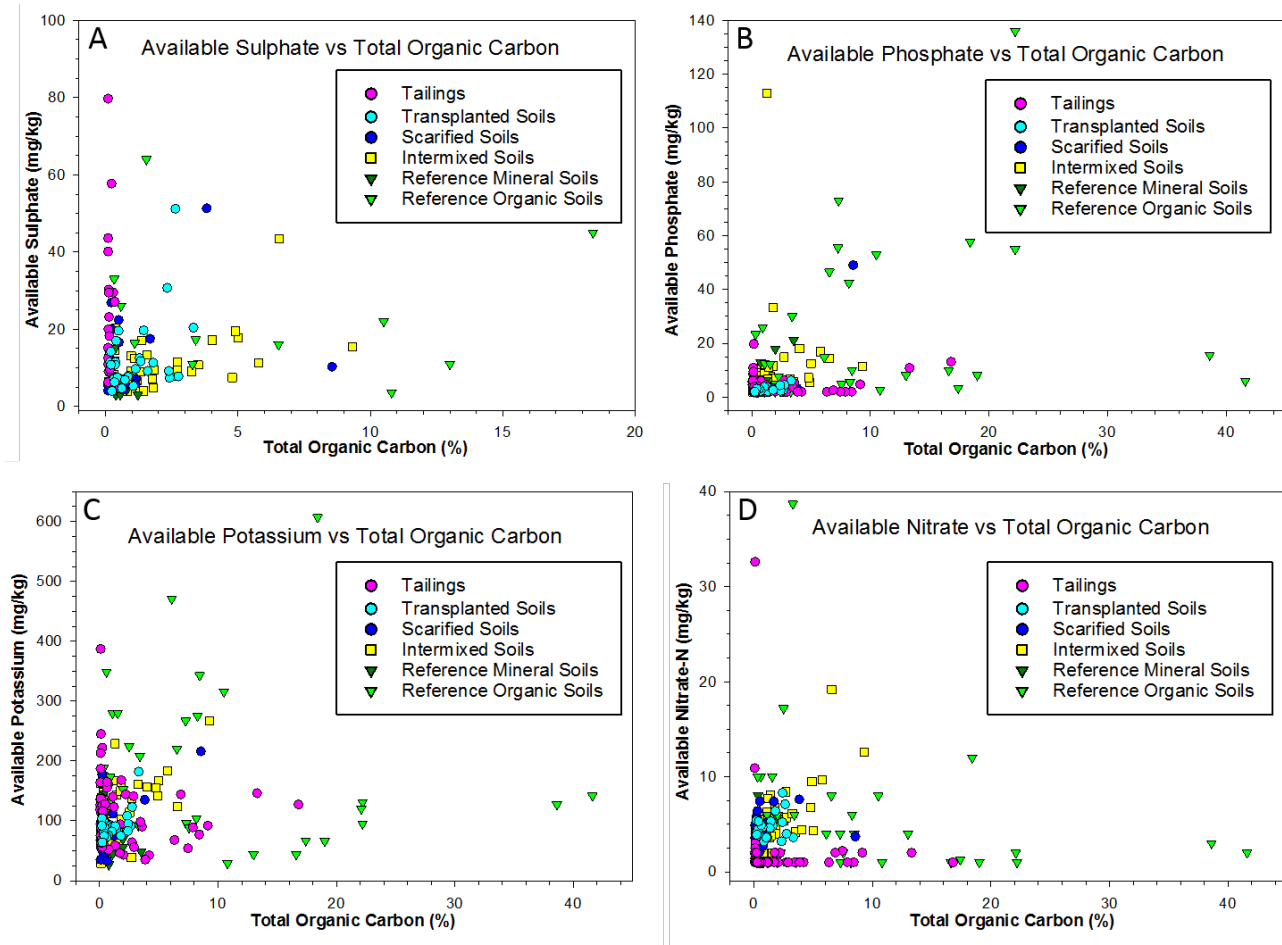 A
Available Sulphate vs Total Organic Carbon
Tailings
Transplanted Soils
Scarified Soils
Intermixed Soils
Reference Mineral Soils
Reference Organic Soils
100
80
60
40
20
0
Available Sulphate (mg/kg)
0 5 10 15 20
Total Organic Carbon (%)
B
Available Phosphate vs Total Organic Carbon
Tailings
Transplanted Soils
Scarified Soils
Intermixed Soils
Reference Mineral Soils
Reference Organic Soils
140
120
100
80
60
40
20
0
Available Phosphate (mg/kg)
0 10 20 30 40
Total Organic Carbon (%)
C
Available Potassium vs Total Organic Carbon
Tailings
Transplanted Soils
Scarified Soils
Intermixed Soils
Reference Mineral Soils
Reference Organic Soils
600
500
400
300
200
100
0
Available Potassium (mg/kg)
0 10 20 30 40
Total Organic Carbon (%)
D
Available Nitrate vs Total Organic Carbon
Tailings
Transplanted Soils
Scarified Soils
Intermixed Soils
Reference Mineral Soils
Reference Organic Soils
40
30
20
10
0
Available Nitrate-N (mg/kg)
0 10 20 30 40
Total Organic Carbon (%)